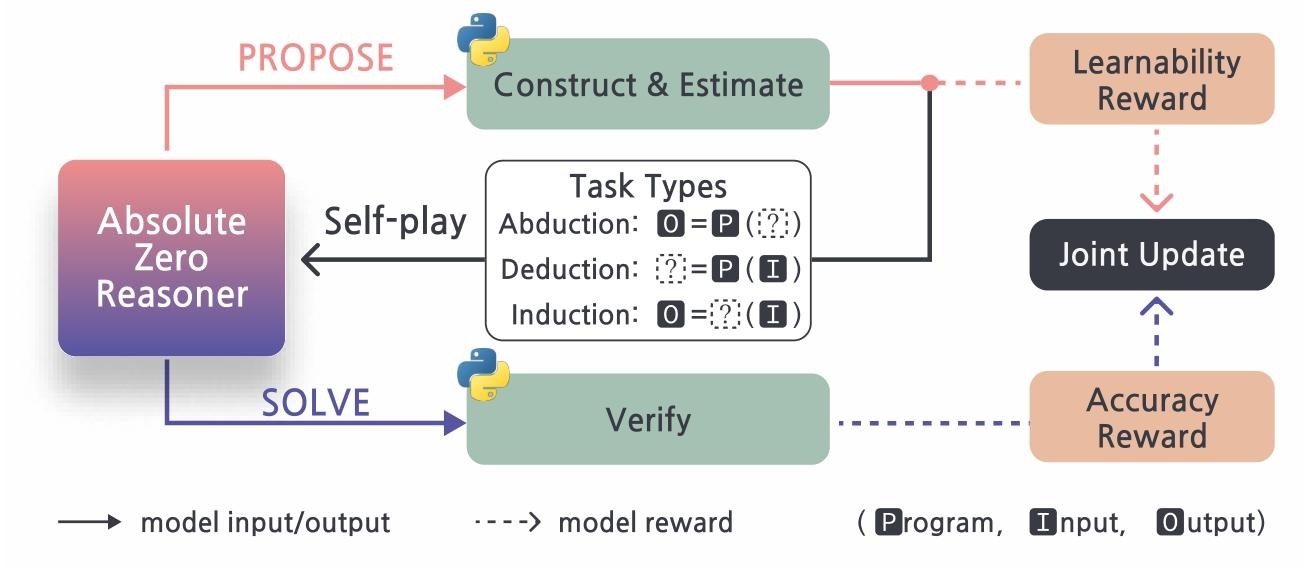 PROPOSE
Construct & Estimate
Learnability
Reward
Absolute
Zero
Reasoner
Self-play
Task Types
Abduction: O=P(?)
Deduction: ?=P(I)
Induction: O=?(I)
Joint Update
SOLVE
Verify
Accuracy
Reward
model input/output
model reward
(Program, Input, Output)